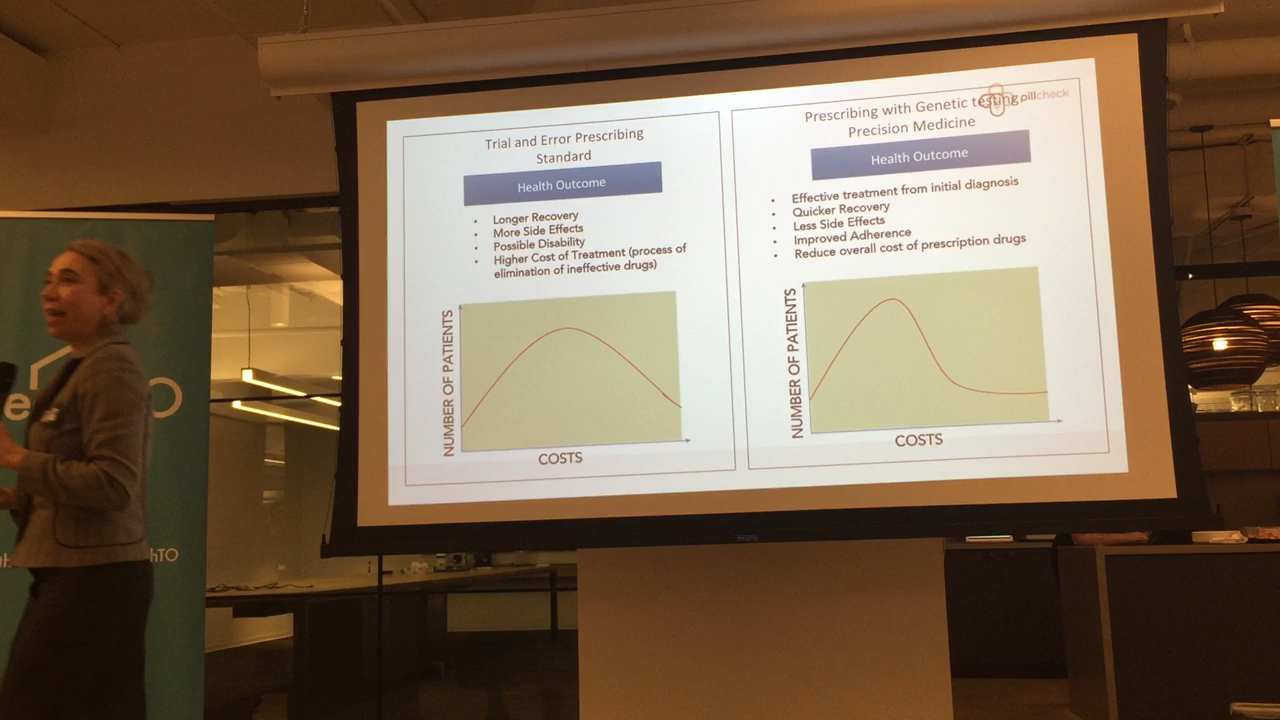 Trial and Error Prescribing
Standard
Health Outcome
• Longer Recovery
• More Side Effects
• Possible Disability
• Higher Cost of Treatment (process of
elimination of ineffective drugs)
NUMBER OF PATIENTS
COSTS
pillcheck
Prescribing with Genetic testing
Precision Medicine
Health Outcome
• Effective treatment from initial diagnosis
• Quicker Recovery
• Less Side Effects
• Improved Adherence
• Reduce overall cost of prescription drugs
NUMBER OF PATIENTS
COSTS
hTO